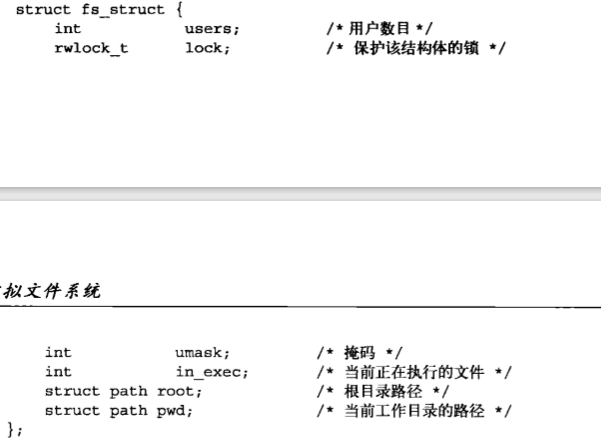 struct fs_struct {
int users; /*用户数目*/
rwlock_t lock; /* 保护该结构体的锁 */
拟文件系统
int umask; /* 掩码 */
int in_exec; /* 当前正在执行的文件 */
struct path root; /* 根目录路径 */
struct path pwd; /* 当前工作目录的路径 */
};